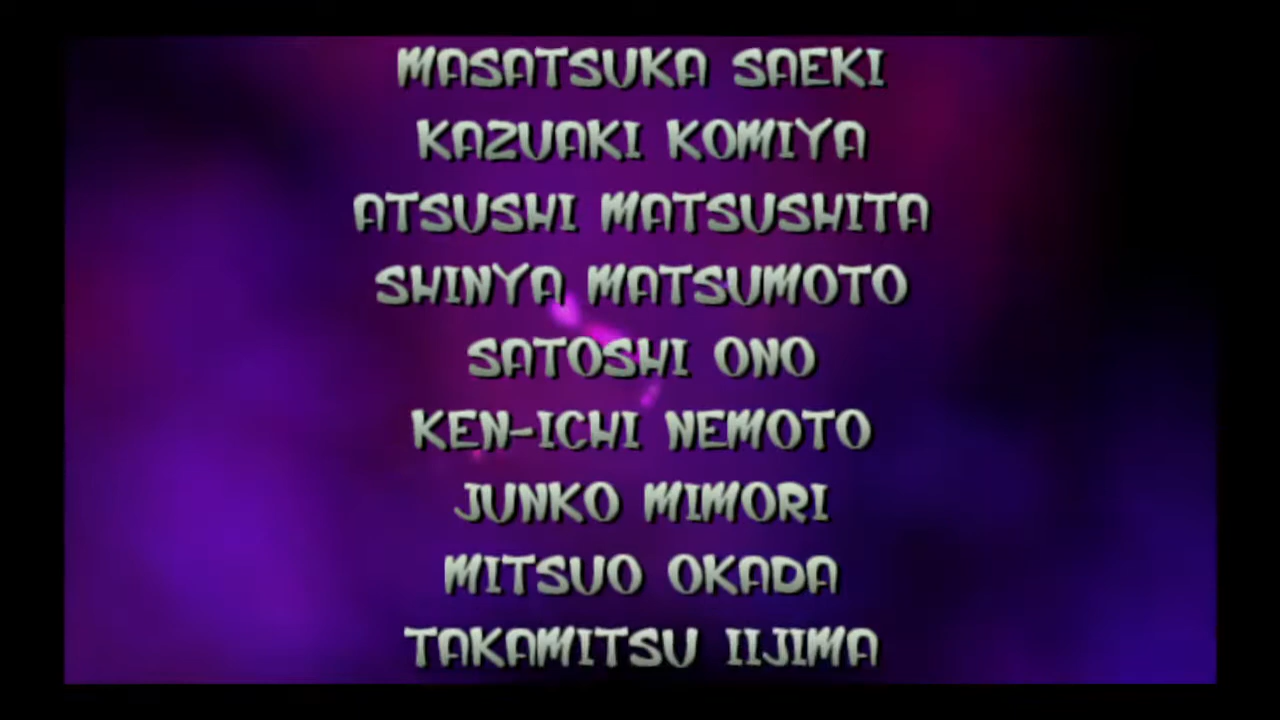 MASATSUKA SAEKI
KAZUAKI KOMIYA
ATSUSHI MATSUSHITA
SHINYA MATSUMOTO
SATOSHI ONO
KEN-ICHI NEMOTO
JUNKO MIMORI
MITSUO OKADA
TAKAMITSU IIJIMA